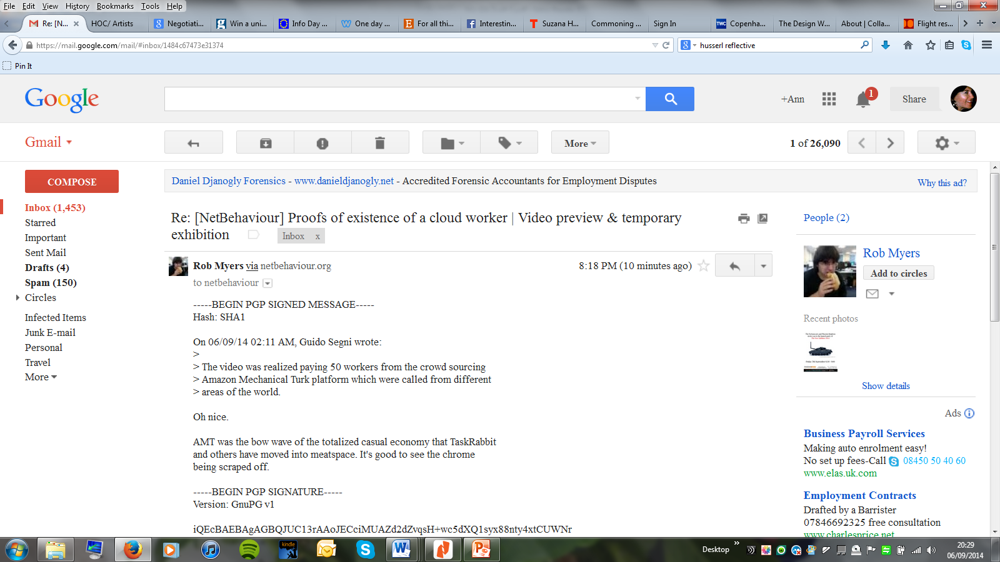 File Edit View History Bookmarks Tools Help
Re: [N... HOC/ Artists Negotiati... Win a uni... Info Day ... One day ... For all thi... Interestin... Suzana H... Commoning ... Sign In Copenha... The Design W... About | Colla... Flight res...
https://mail.google.com/mail/#inbox/1484c67473e31374 husserl reflective
Pin It
Google +Ann 1 Share
Gmail More 1 of 26,090
COMPOSE
Inbox (1,453)
Starred
Important
Sent Mail
Drafts (4)
Spam (150)
Circles
Infected Items
Junk E-mail
Personal
Travel
More
Daniel Djanogly Forensics - www.danieldjanogly.net - Accredited Forensic Accountants for Employment Disputes
Why this ad?
Re: [NetBehaviour] Proofs of existence of a cloud worker | Video preview & temporary
exhibition Inbox x
Rob Myers via netbehaviour.org 8:18 PM (10 minutes ago)
to netbehaviour
-----BEGIN PGP SIGNED MESSAGE-----
Hash: SHA1
On 06/09/14 02:11 AM, Guido Segni wrote:
>
> The video was realized paying 50 workers from the crowd sourcing
> Amazon Mechanical Turk platform which were called from different
> areas of the world.
Oh nice.
AMT was the bow wave of the totalized casual economy that TaskRabbit
and others have moved into meatspace. It's good to see the chrome
being scraped off.
-----BEGIN PGP SIGNATURE-----
Version: GnuPG v1
iQEcBAEBAgAGBQJUC13rAAoJECciMUAZd2dZvqsH+wc5dXQ1syx88nty4xtCUWNr
People (2)
Rob Myers
Add to circles
Recent photos
Show details
Ads
Business Payroll Services
Making auto enrolment easy!
No set up fees-Call 08450 50 40 60
www.elas.uk.com
Employment Contracts
Drafted by a Barrister
07846692325 free consultation
www.charlesprice.net
kindle
Desktop
20:29
06/09/2014